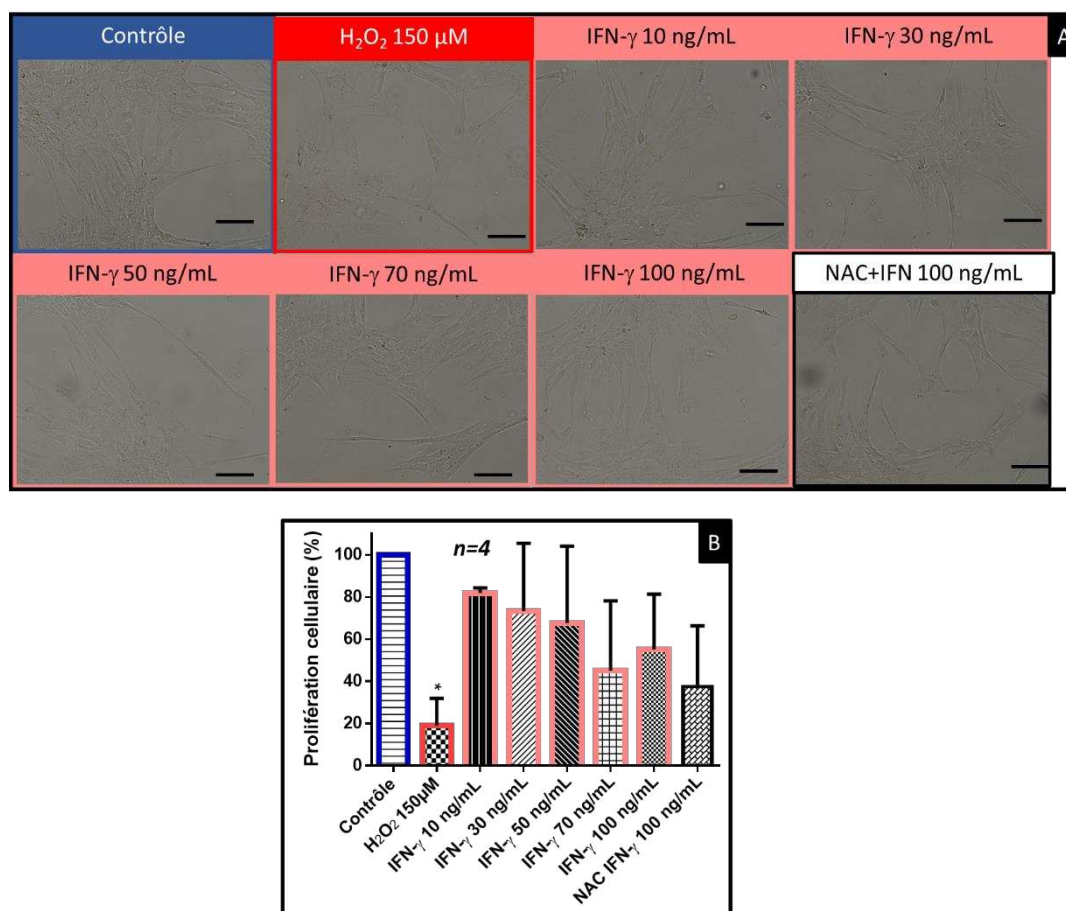 Contrôle
H₂O₂ 150 µM
IFN-γ 10 ng/mL
IFN-γ 30 ng/mL
A
IFN-γ 50 ng/mL
IFN-γ 70 ng/mL
IFN-γ 100 ng/mL
NAC+IFN 100 ng/mL
B
n=4
Prolifération cellulaire (%)
100
80
60
40
20
0
*
Contrôle
H₂O₂ 150µM
IFN-γ 10 ng/mL
IFN-γ 30 ng/mL
IFN-γ 50 ng/mL
IFN-γ 70 ng/mL
IFN-γ 100 ng/mL
NAC IFN-γ 100 ng/mL